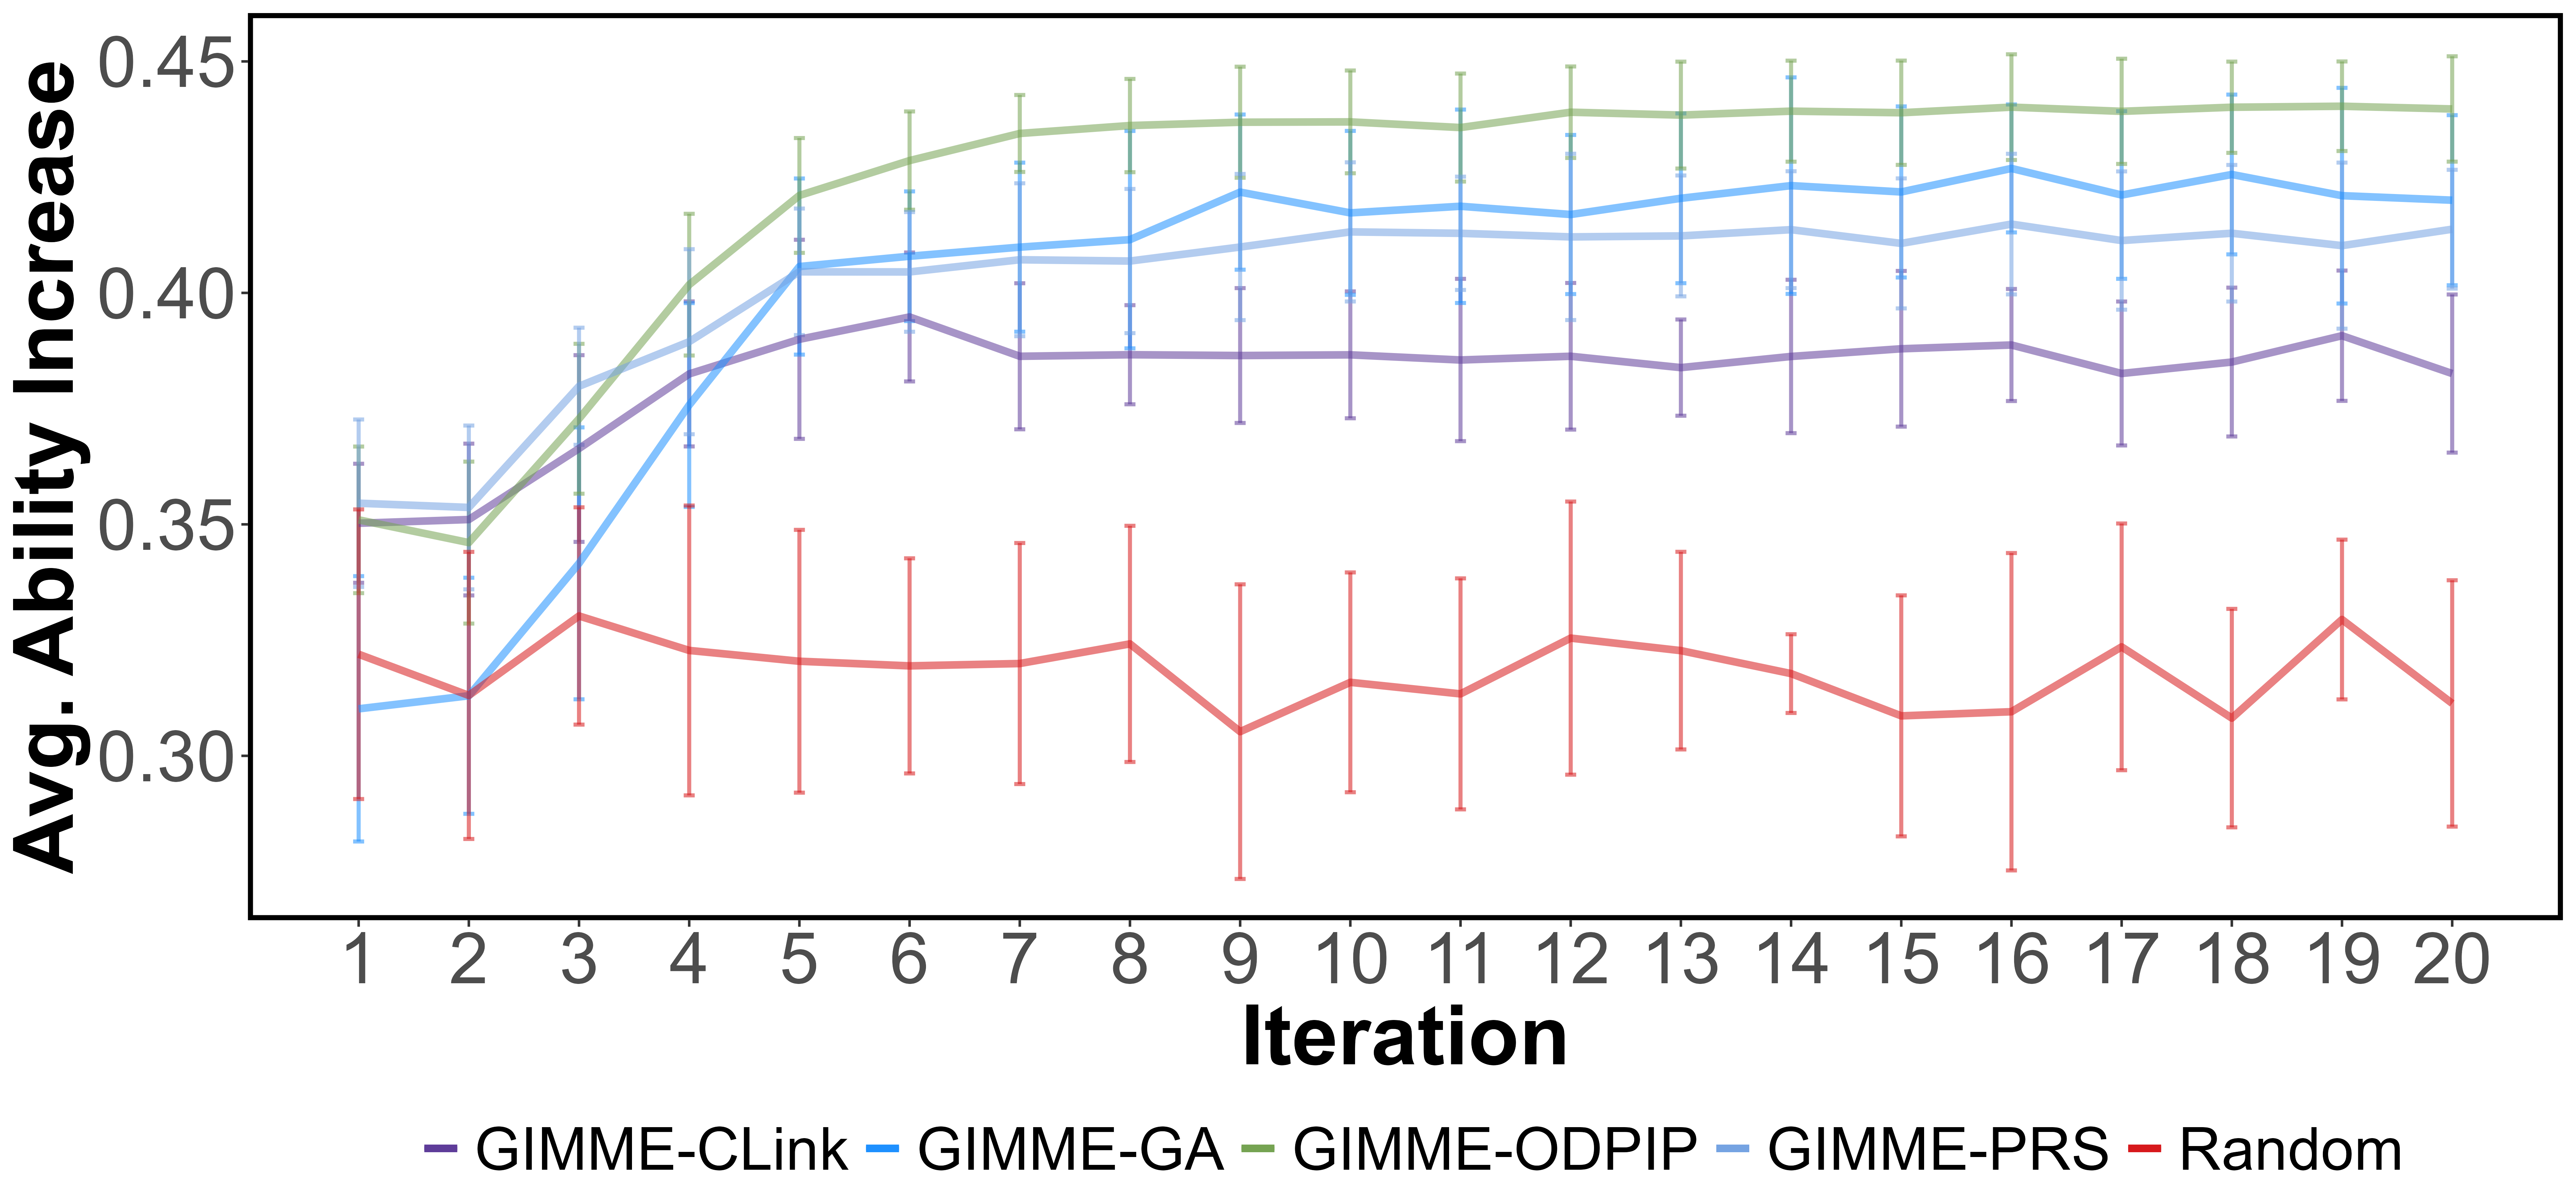 Avg. Ability Increase
0.45
0.40
0.35
0.30
1 2 3 4 5 6 7 8 9 10 11 12 13 14 15 16 17 18 19 20
Iteration
GIMME-CLink GIMME-GA GIMME-ODPIP GIMME-PRS Random